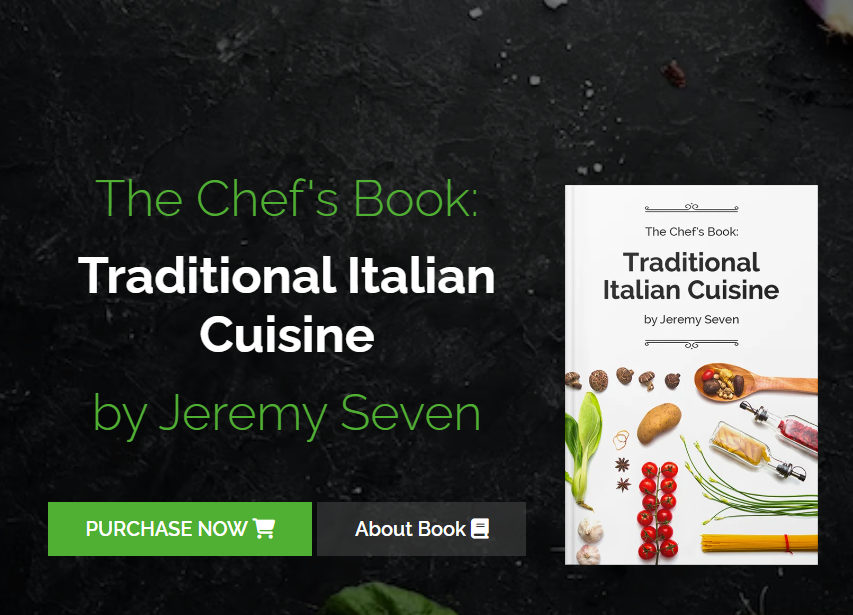 The Chef's Book:
Traditional Italian
Cuisine
by Jeremy Seven
PURCHASE NOW
About Book
The Chef's Book:
Traditional
Italian Cuisine
by Jeremy Seven